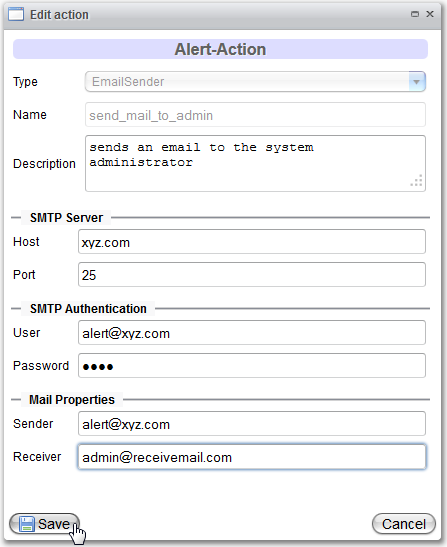 Edit action
Alert-Action
Type EmailSender
Name send_mail_to_admin
Description sends an email to the system
administrator
SMTP Server
Host xyz.com
Port 25
SMTP Authentication
User alert@xyz.com
Password ●●●●
Mail Properties
Sender alert@xyz.com
Receiver admin@receivemail.com
Save Cancel